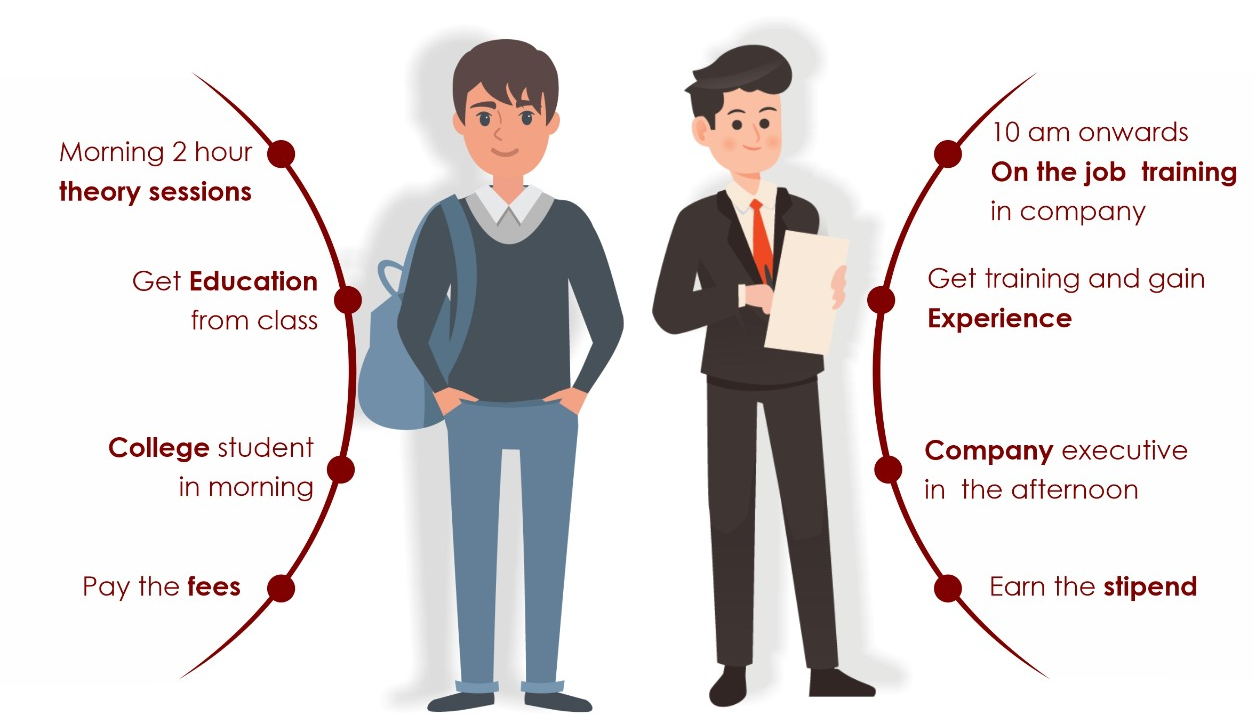 Morning 2 hour
theory sessions
Get Education
from class
College student
in morning
Pay the fees
10 am onwards
On the job training
in company
Get training and gain
Experience
Company executive
in the afternoon
Earn the stipend